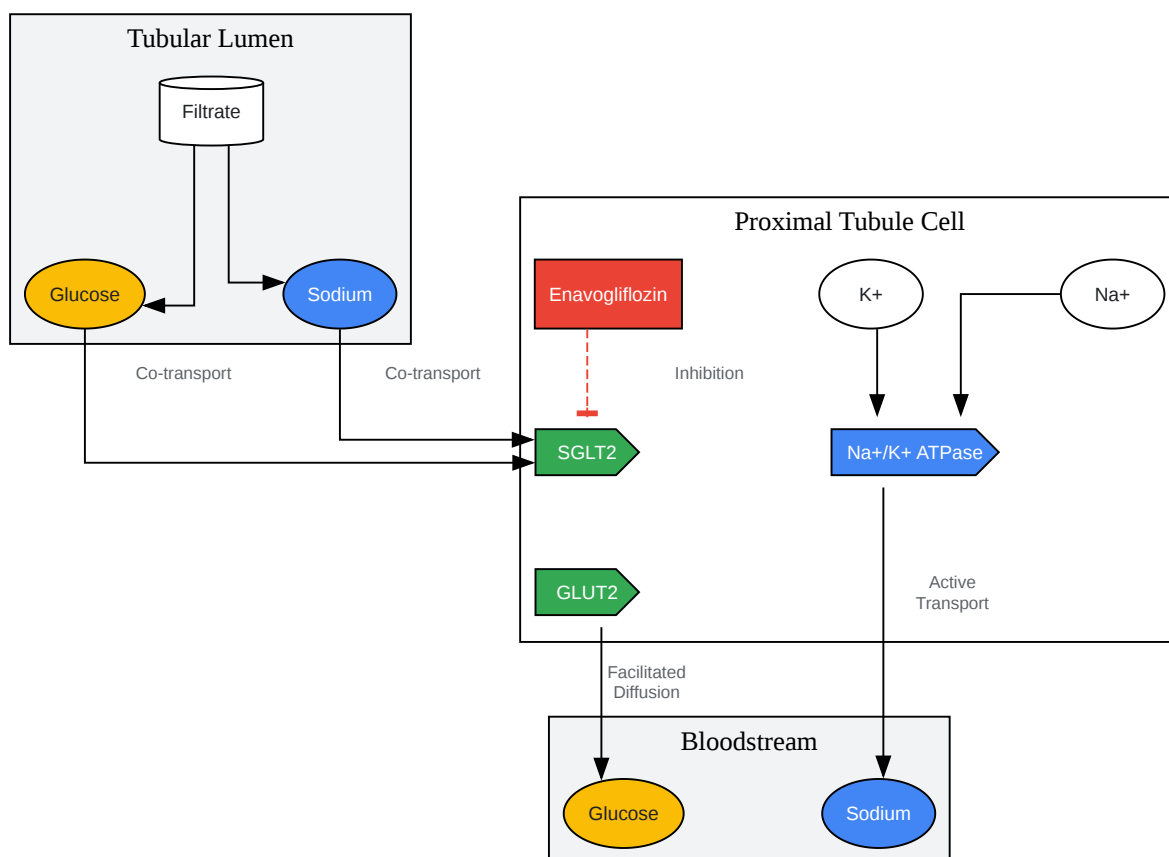 Tubular Lumen
Filtrate
Glucose
Sodium
Co-transport
Co-transport
Proximal Tubule Cell
Enavogliflozin
K+
Na+
Inhibition
SGLT2
Na+/K+ ATPase
GLUT2
Active
Transport
Facilitated
Diffusion
Bloodstream
Glucose
Sodium